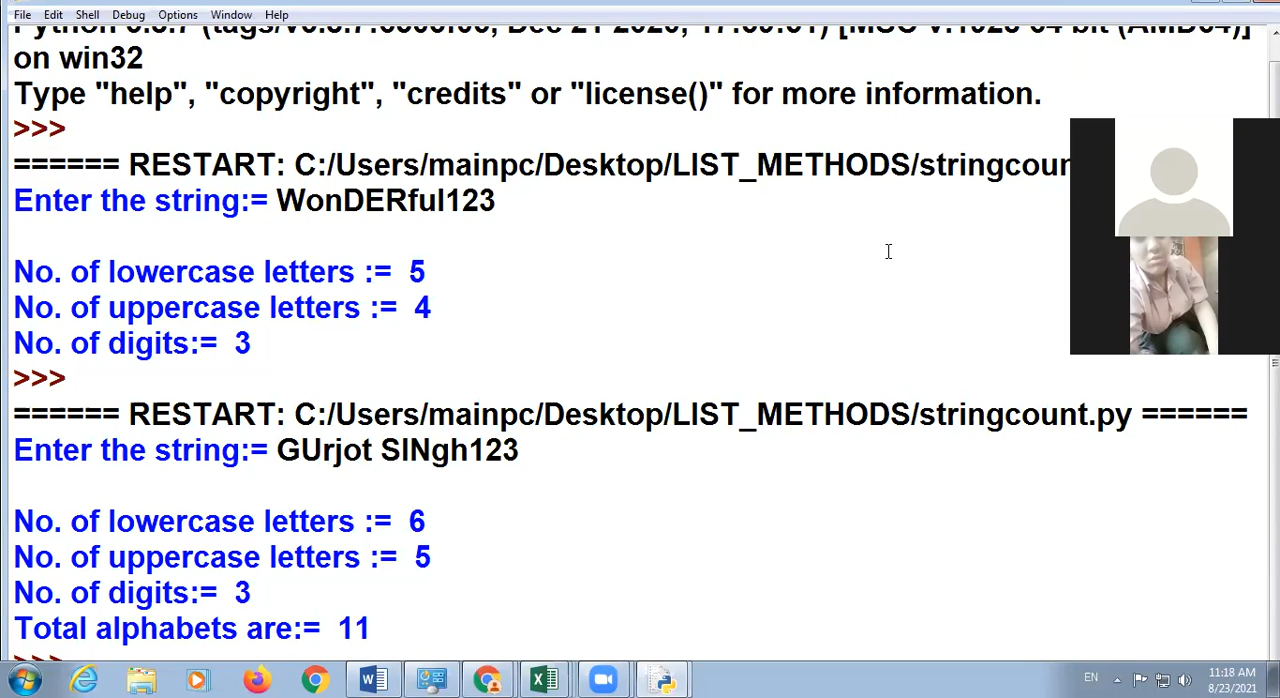 File Edit Shell Debug Options Window Help
on win32
Type "help", "copyright", "credits" or "license()" for more information.
>>>
====== RESTART: C:/Users/mainpc/Desktop/LIST_METHODS/stringcoun
Enter the string:= WonDERful123
No. of lowercase letters := 5
No. of uppercase letters := 4
No. of digits:= 3
>>>
====== RESTART: C:/Users/mainpc/Desktop/LIST_METHODS/stringcount.py ======
Enter the string:= GUrjot SINgh123
No. of lowercase letters := 6
No. of uppercase letters := 5
No. of digits:= 3
Total alphabets are:= 11
>>>
EN
11:18 AM
8/23/2021